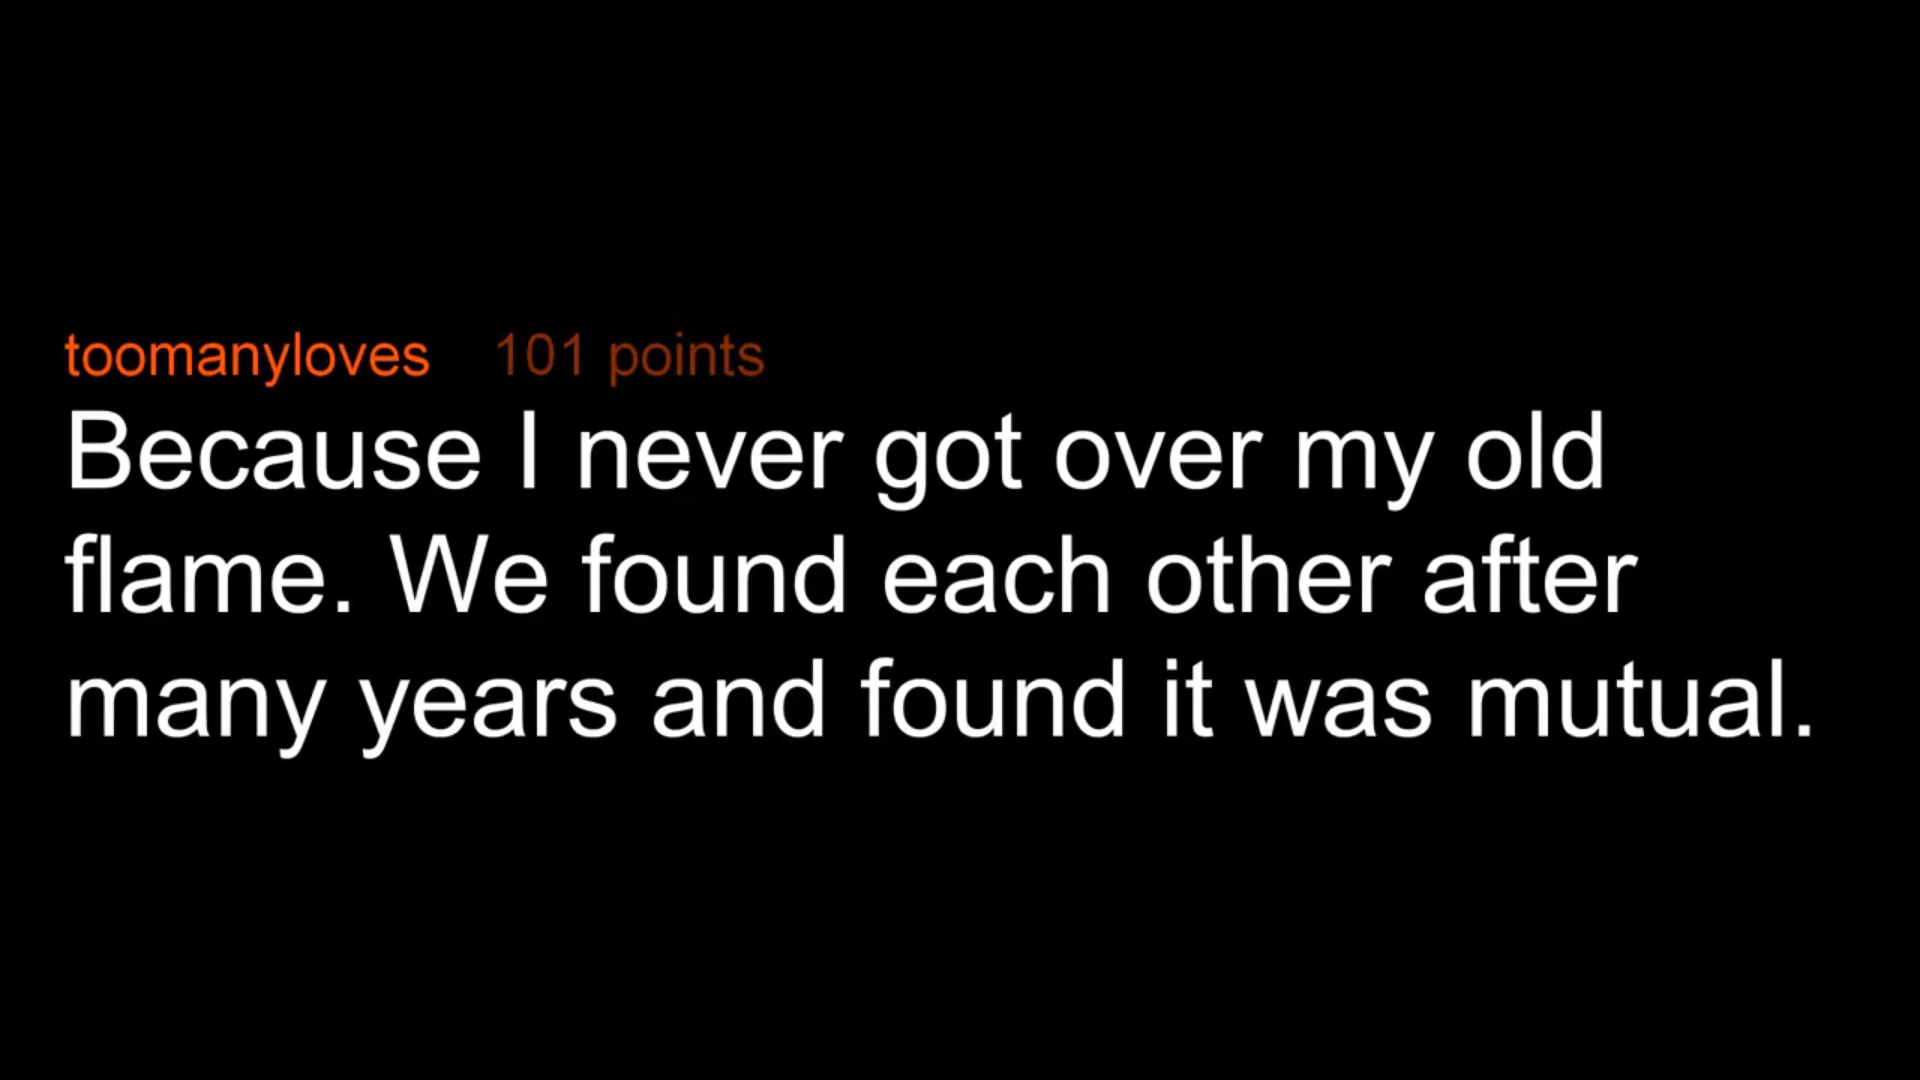 toomanyloves 101 points
Because I never got over my old
flame. We found each other after
many years and found it was mutual.